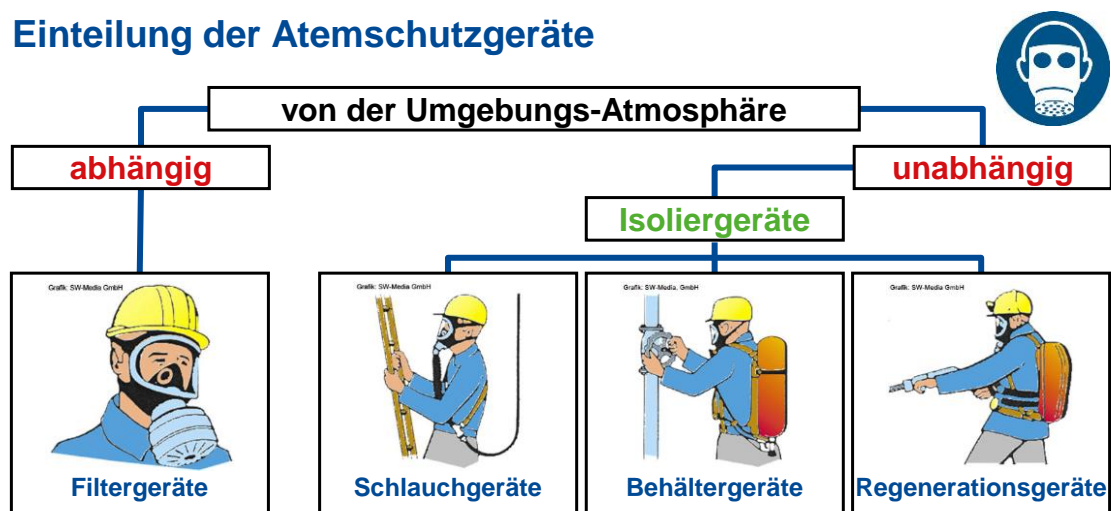 Einteilung der Atemschutzgeräte
von der Umgebungs-Atmosphäre
abhängig
unabhängig
Isoliergeräte
Grafik: SW-Media GmbH
Grafik: SW-Media GmbH
Grafik: SW-Media, GmbH
Grafik: SW-Media GmbH
Filtergeräte
Schlauchgeräte
Behältergeräte
Regenerationsgeräte